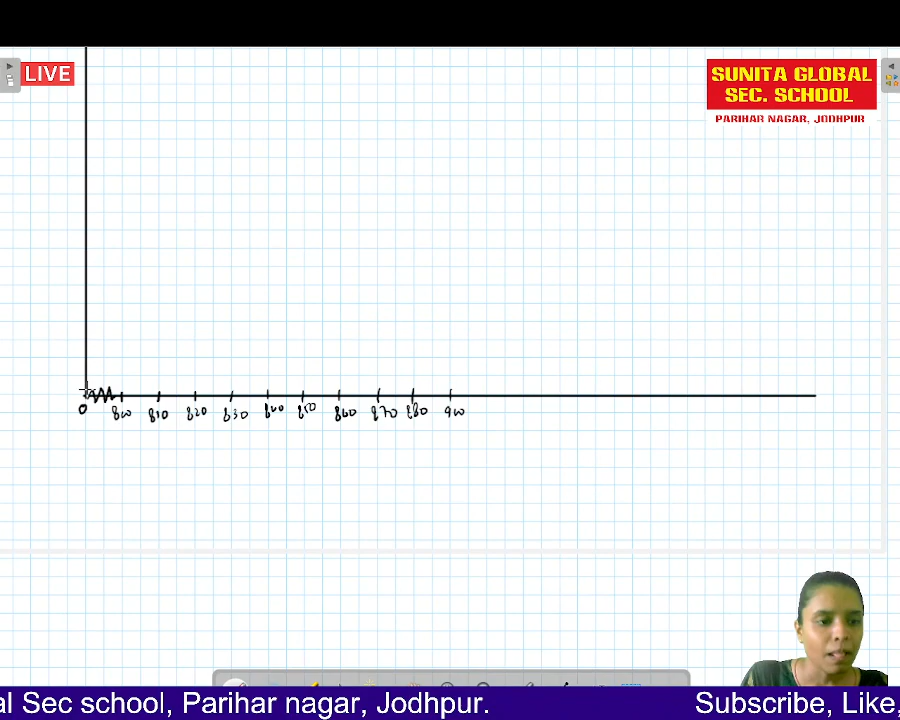 LIVE
SUNITA GLOBAL
SEC. SCHOOL
PARIHAR NAGAR, JODHPUR
0 800 810 820 830 840 850 860 870 880 900
al Sec school, Parihar nagar, Jodhpur. Subscribe, Like,